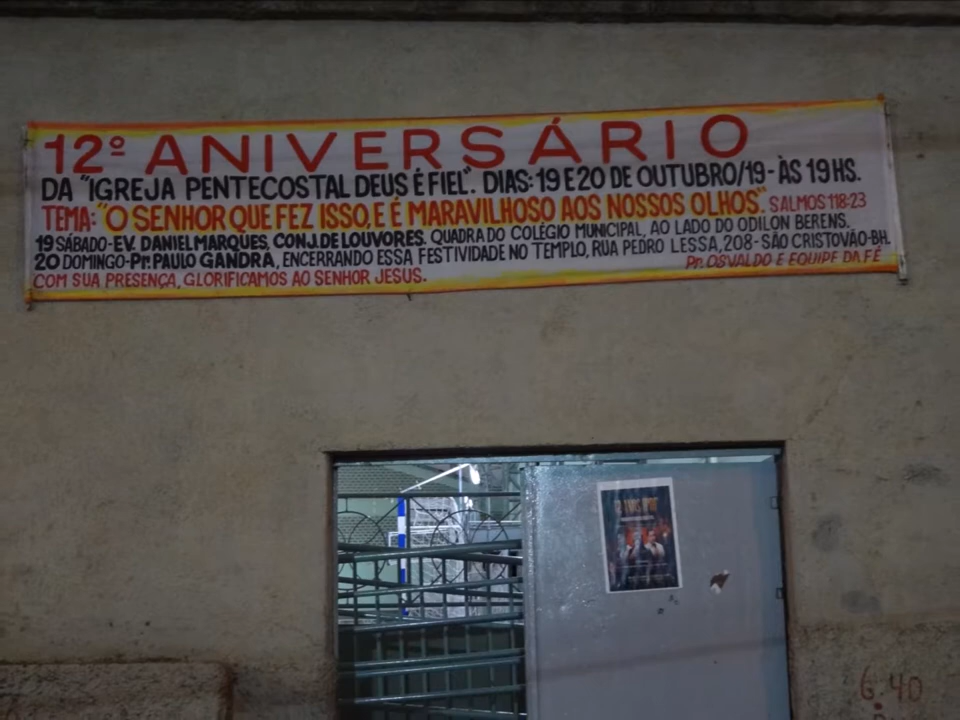 12º ANIVERSÁRIO
DA "IGREJA PENTECOSTAL DEUS É FIEL". DIAS: 19 E 20 DE OUTUBRO/19 - ÀS 19 HS.
TEMA: "O SENHOR QUE FEZ ISSO, E É MARAVILHOSO AOS NOSSOS OLHOS". SALMOS 118:23
19 SÁBADO - EV. DANIEL MARQUES, CONJ. DE LOUVORES. QUADRA DO COLÉGIO MUNICIPAL, AO LADO DO ODILON BERENS.
20 DOMINGO - Pr. PAULO GANDRA, ENCERRANDO ESSA FESTIVIDADE NO TEMPLO, RUA PEDRO LESSA, 208 - SÃO CRISTOVÃO - BH.
COM SUA PRESENÇA, GLORIFICAMOS AO SENHOR JESUS. Pr. OSVALDO E EQUIPE DA FÉ
6.40